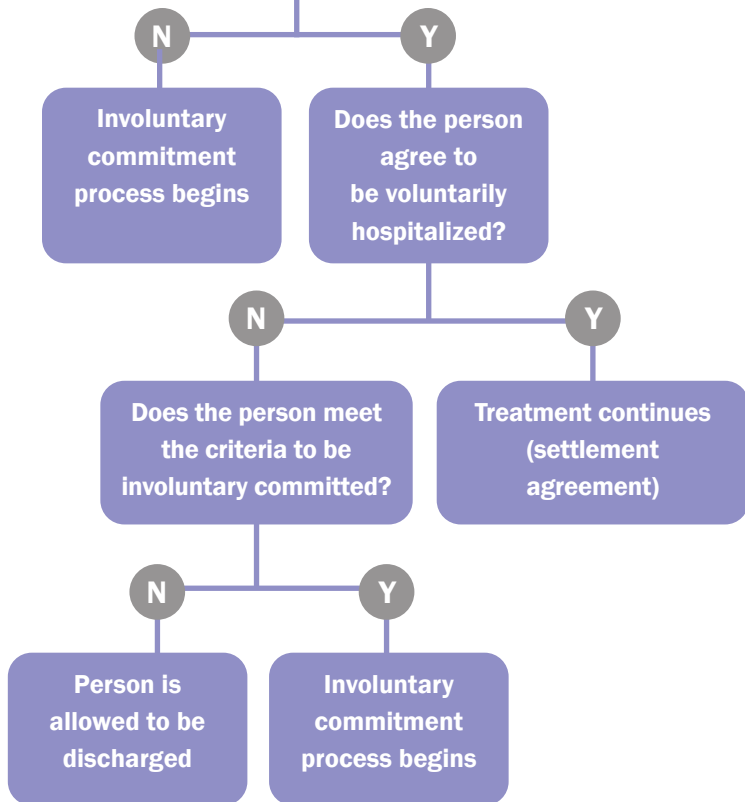 N
Y
Involuntary
commitment
process begins
Does the person
agree to
be voluntarily
hospitalized?
N
Y
Does the person meet
the criteria to be
involuntary committed?
Treatment continues
(settlement
agreement)
N
Y
Person is
allowed to be
discharged
Involuntary
commitment
process begins